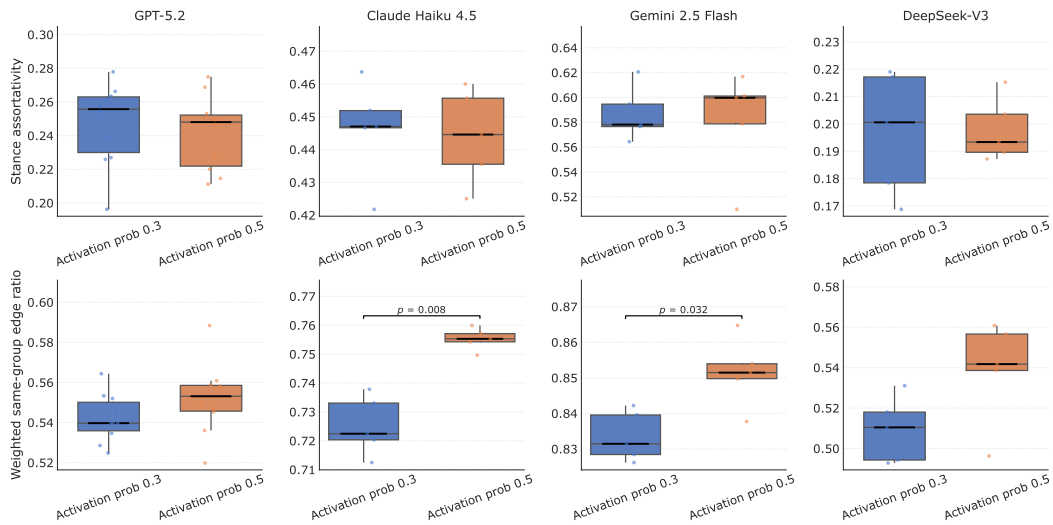 GPT-5.2
Claude Haiku 4.5
Gemini 2.5 Flash
DeepSeek-V3
Stance assortativity
0.30
0.28
0.26
0.24
0.22
0.20
Activation prob 0.3
Activation prob 0.5
0.47
0.46
0.45
0.44
0.43
0.42
Activation prob 0.3
Activation prob 0.5
0.64
0.62
0.60
0.58
0.56
0.54
0.52
Activation prob 0.3
Activation prob 0.5
0.23
0.22
0.21
0.20
0.19
0.18
0.17
Activation prob 0.3
Activation prob 0.5
Weighted same-group edge ratio
0.60
0.58
0.56
0.54
0.52
Activation prob 0.3
Activation prob 0.5
0.77
0.76
0.75
0.74
0.73
0.72
0.71
p = 0.008
Activation prob 0.3
Activation prob 0.5
0.87
0.86
0.85
0.84
0.83
p = 0.032
Activation prob 0.3
Activation prob 0.5
0.58
0.56
0.54
0.52
0.50
Activation prob 0.3
Activation prob 0.5